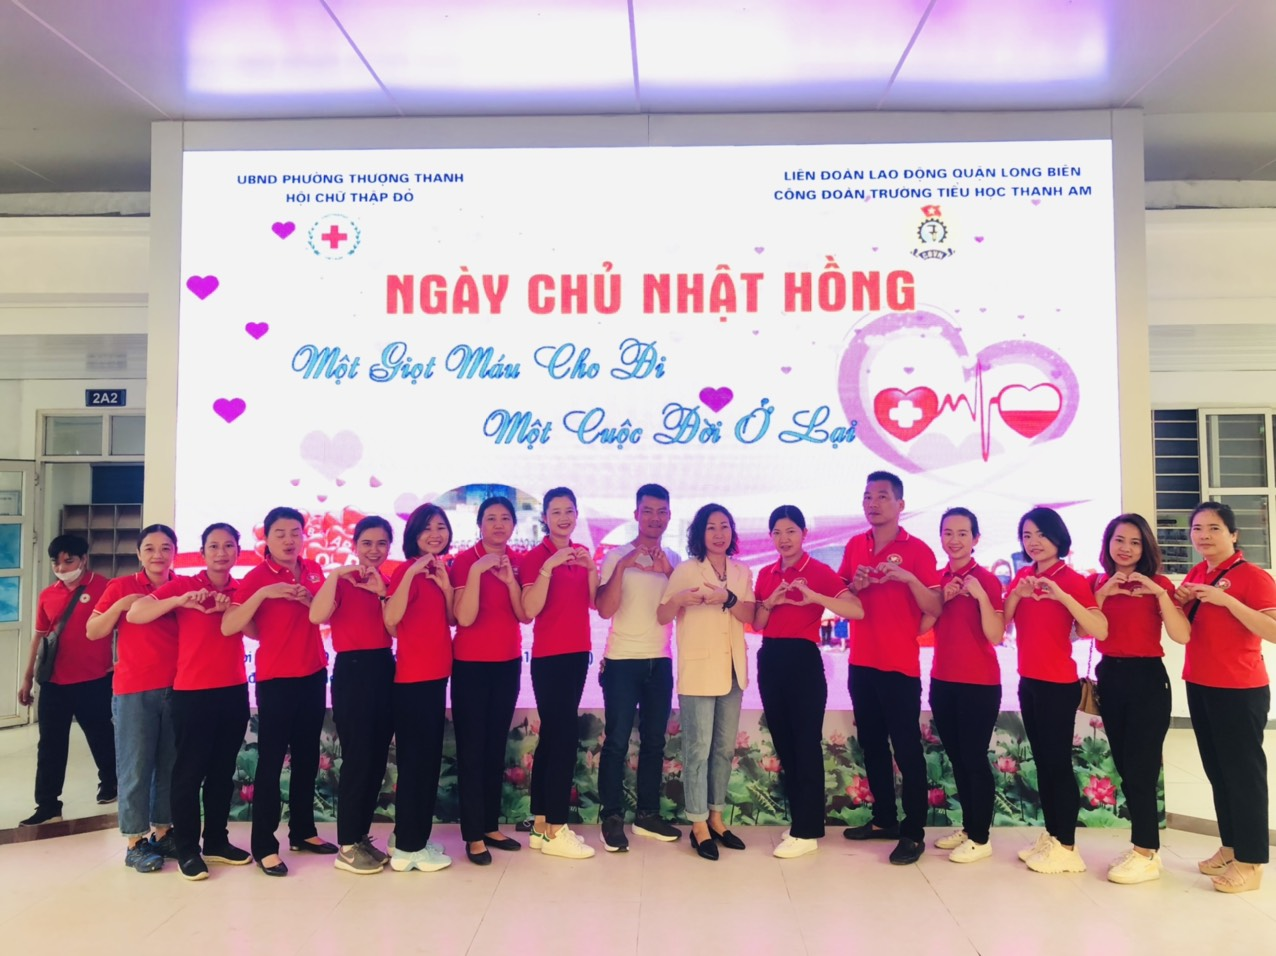 UBND PHƯỜNG THƯỢNG THANH
HỘI CHỮ THẬP ĐỎ
LIÊN ĐOÀN LAO ĐỘNG QUẬN LONG BIÊN
CÔNG ĐOÀN TRƯỜNG TIỂU HỌC THANH AM
NGÀY CHỦ NHẬT HỒNG
Một Giọt Máu Cho Đi
Một Cuộc Đời Ở Lại
2A2